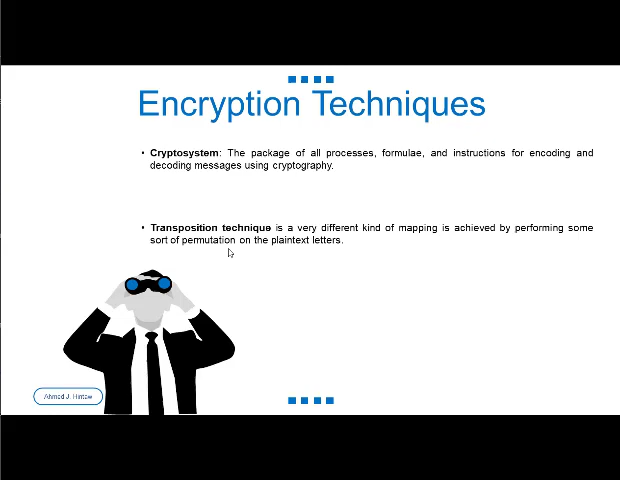 Encryption Techniques
• Cryptosystem: The package of all processes, formulae, and instructions for encoding and
decoding messages using cryptography.
• Transposition technique is a very different kind of mapping is achieved by performing some
sort of permutation on the plaintext letters.
Ahmed J. Hintaw